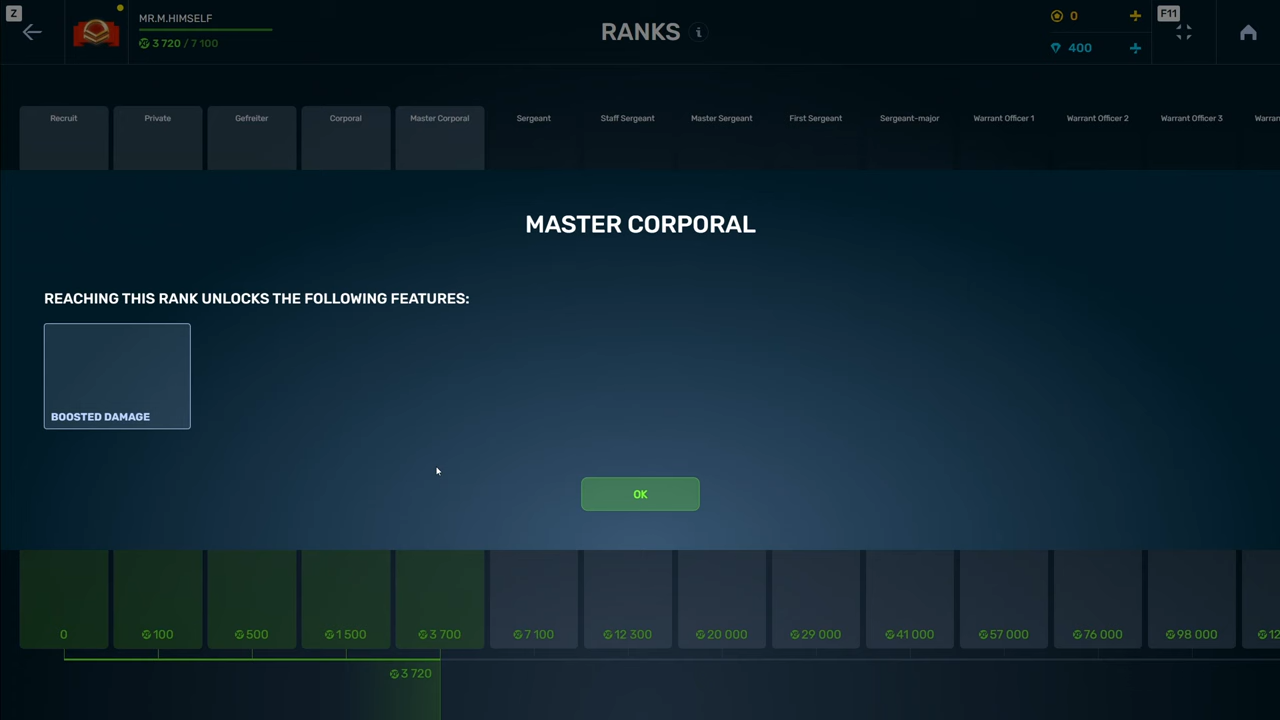 Z
MR.M.HIMSELF
3 720 / 7 100
RANKS
i
0
400
F11
Recruit
Private
Gefreiter
Corporal
Master Corporal
Sergeant
Staff Sergeant
Master Sergeant
First Sergeant
Sergeant-major
Warrant Officer 1
Warrant Officer 2
Warrant Officer 3
Warran
MASTER CORPORAL
REACHING THIS RANK UNLOCKS THE FOLLOWING FEATURES:
BOOSTED DAMAGE
OK
0
100
500
1 500
3 700
7 100
12 300
20 000
29 000
41 000
57 000
76 000
98 000
12
3 720